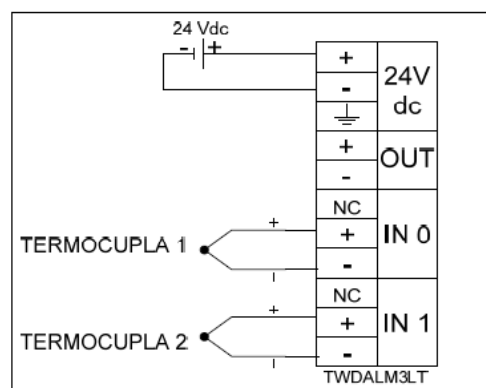 24 Vdc
- +
+
-
24V
dc
+
-
OUT
NC
+
-
IN 0
+
-
TERMOCUPLA 1
NC
+
-
IN 1
+
-
TERMOCUPLA 2
TWDALM3LT